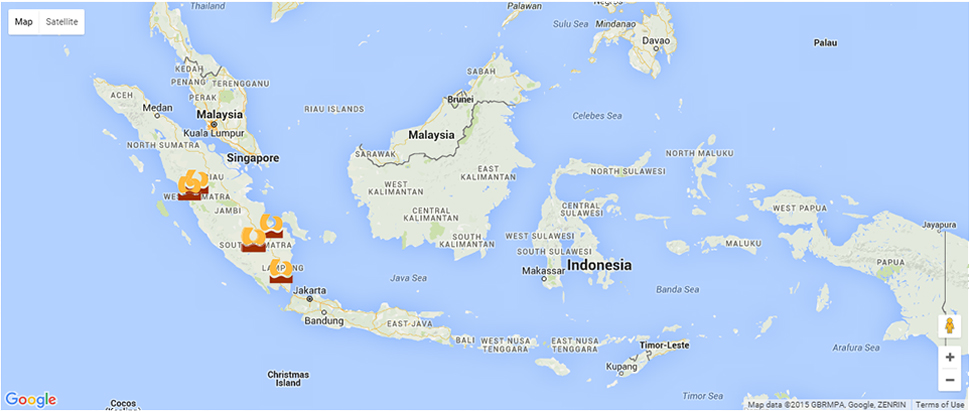 Thailand
Palawan
Map
Satellite
Sulu Sea
Mindanao
Davao
Palau
KEDAH
PENANG
TERENGGANU
PERAK
SABAH
ACEH
Medan
Malaysia
Kuala Lumpur
RIAU ISLANDS
Brunei
Celebes Sea
Malaysia
NORTH SUMATRA
Singapore
SARAWAK
NORTH MALUKU
EAST
KALIMANTAN
NORTH SULAWESI
WEST
KALIMANTAN
JAMBI
CENTRAL
KALIMANTAN
CENTRAL
SULAWESI
WEST PAPUA
Jayapura
SOUTH
KALIMANTAN
WEST SULAWESI
SOUTH SULAWESI
MALUKU
PAPUA
Makassar
Indonesia
Java Sea
Banda Sea
Jakarta
Bandung
EAST JAVA
BALI
WEST NUSA
TENGGARA
EAST NUSA
TENGGARA
Timor-Leste
Kupang
Arafura Sea
Christmas
Island
Timor Sea
Google
Cocos
Map data ©2015 GBRMPA, Google, ZENRIN
Terms of Use